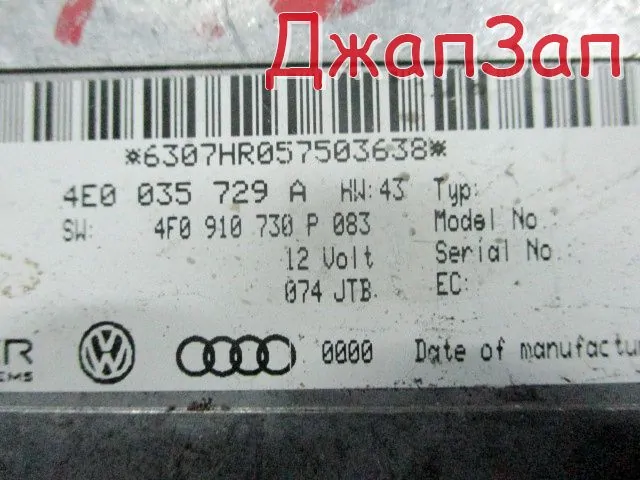 ДжапЗап
*6307HR057503638*
4E0 035 729 A HW:43 Typ:
SW: 4F0 910 730 P 083 Model No
12 Volt Serial No
074 JTB EC:
0000 Date of manufactu
EMS